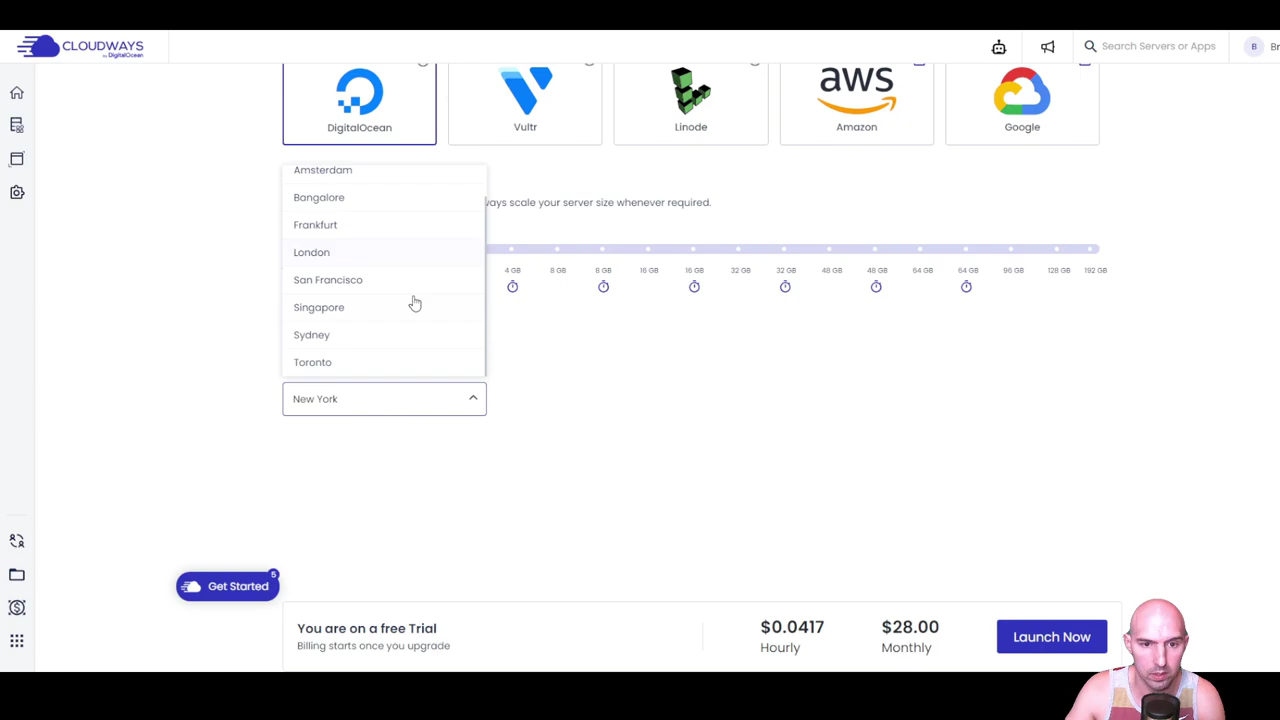 CLOUDWAYS
by DigitalOcean
Search Servers or Apps
B
Br
DigitalOcean
Vultr
Linode
aws
Amazon
Google
Amsterdam
Bangalore
Frankfurt
London
San Francisco
Singapore
Sydney
Toronto
ways scale your server size whenever required.
4 GB 8 GB 8 GB 16 GB 16 GB 32 GB 32 GB 48 GB 48 GB 64 GB 64 GB 96 GB 128 GB 192 GB
New York
Get Started
5
You are on a free Trial
Billing starts once you upgrade
$0.0417
Hourly
$28.00
Monthly
Launch Now